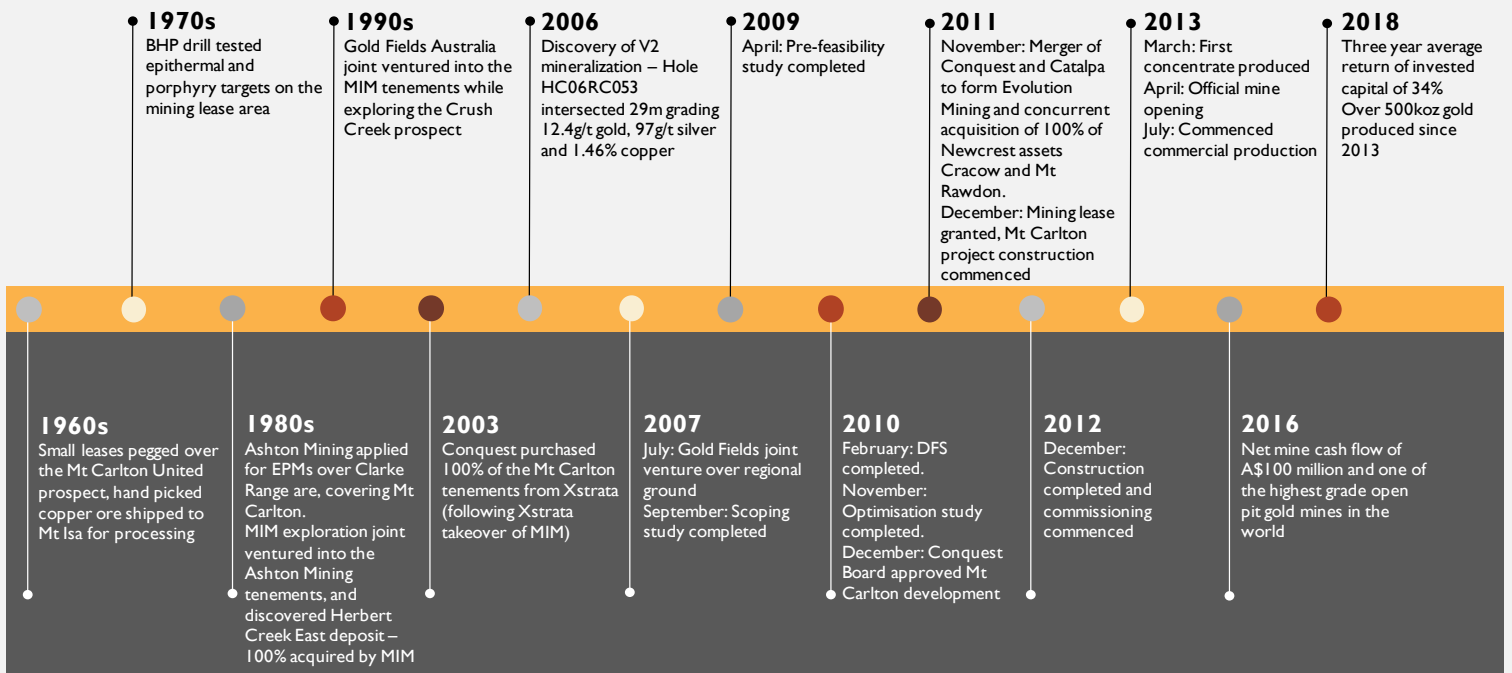 1970s
BHP drill tested
epithermal and
porphyry targets on the
mining lease area
1990s
Gold Fields Australia
joint ventured into the
MIM tenements while
exploring the Crush
Creek prospect
2006
Discovery of V2
mineralization – Hole
HC06RC053
intersected 29m grading
12.4g/t gold, 97g/t silver
and 1.46% copper
2009
April: Pre-feasibility
study completed
2011
November: Merger of
Conquest and Catalpa
to form Evolution
Mining and concurrent
acquisition of 100% of
Newcrest assets
Cracow and Mt
Rawdon.
December: Mining lease
granted, Mt Carlton
project construction
commenced
2013
March: First
concentrate produced
April: Official mine
opening
July: Commenced
commercial production
2018
Three year average
return of invested
capital of 34%
Over 500koz gold
produced since
2013
1960s
Small leases pegged over
the Mt Carlton United
prospect, hand picked
copper ore shipped to
Mt Isa for processing
1980s
Ashton Mining applied
for EPMs over Clarke
Range are, covering Mt
Carlton.
MIM exploration joint
ventured into the
Ashton Mining
tenements, and
discovered Herbert
Creek East deposit –
100% acquired by MIM
2003
Conquest purchased
100% of the Mt Carlton
tenements from Xstrata
(following Xstrata
takeover of MIM)
2007
July: Gold Fields joint
venture over regional
ground
September: Scoping
study completed
2010
February: DFS
completed.
November:
Optimisation study
completed.
December: Conquest
Board approved Mt
Carlton development
2012
December:
Construction
completed and
commissioning
commenced
2016
Net mine cash flow of
A$100 million and one of
the highest grade open
pit gold mines in the
world